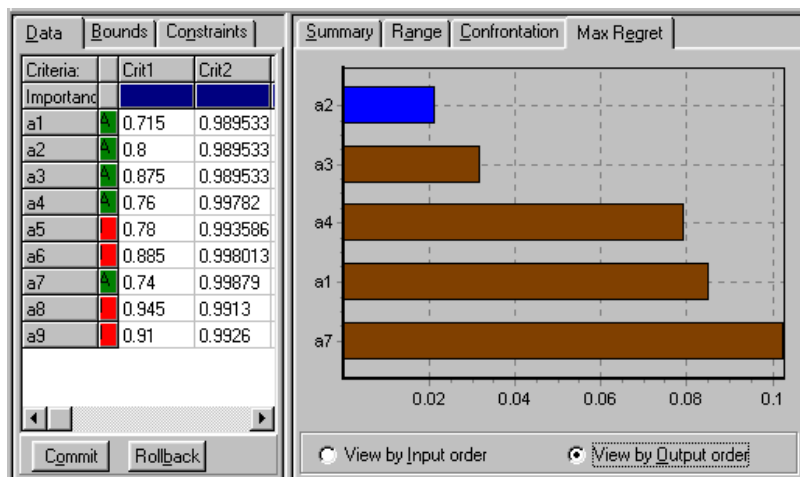 Data Bounds Constraints
Criteria: Crit1 Crit2
Importanc
a1 A 0.715 0.989533
a2 A 0.8 0.989533
a3 A 0.875 0.989533
a4 A 0.76 0.99782
a5 0.78 0.993586
a6 0.885 0.998013
a7 A 0.74 0.99879
a8 0.945 0.9913
a9 0.91 0.9926
Commit Rollback
Summary Range Confrontation Max Regret
a2
a3
a4
a1
a7
0.02 0.04 0.06 0.08 0.1
View by Input order View by Output order